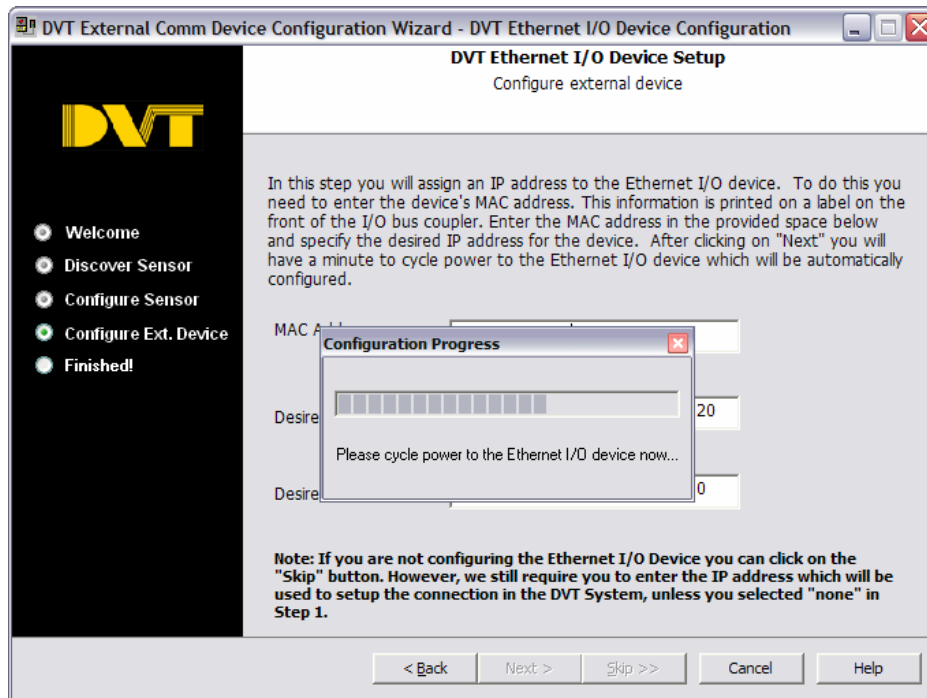 DVT External Comm Device Configuration Wizard - DVT Ethernet I/O Device Configuration
DVT Ethernet I/O Device Setup
Configure external device
DVT
Welcome
Discover Sensor
Configure Sensor
Configure Ext. Device
Finished!
In this step you will assign an IP address to the Ethernet I/O device. To do this you
need to enter the device's MAC address. This information is printed on a label on the
front of the I/O bus coupler. Enter the MAC address in the provided space below
and specify the desired IP address for the device. After clicking on "Next" you will
have a minute to cycle power to the Ethernet I/O device which will be automatically
configured.
MAC
Configuration Progress
Please cycle power to the Ethernet I/O device now...
Desire
20
Desire
0
Note: If you are not configuring the Ethernet I/O Device you can click on the
"Skip" button. However, we still require you to enter the IP address which will be
used to setup the connection in the DVT System, unless you selected "none" in
Step 1.
< Back
Next >
Skip >>
Cancel
Help